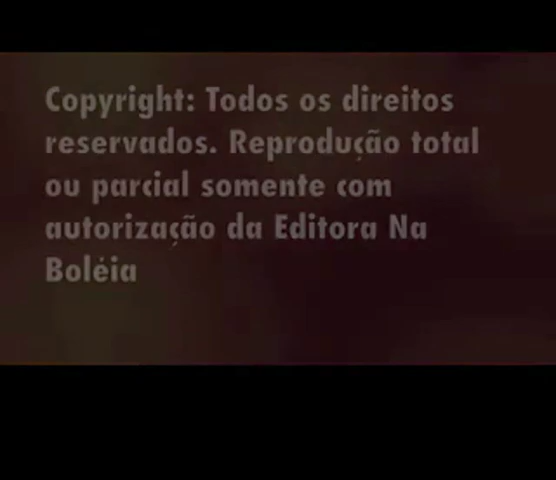 Copyright: Todos os direitos
reservados. Reprodução total
ou parcial somente com
autorização da Editora Na
Boléia